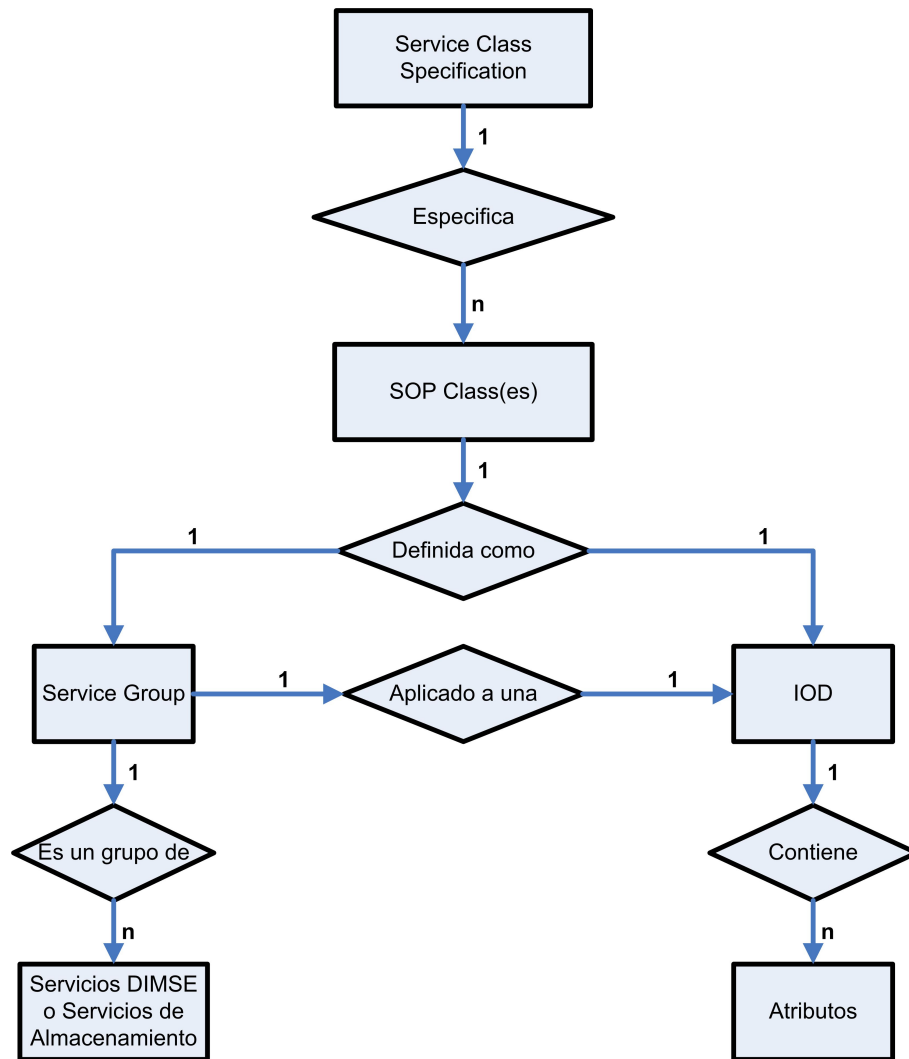 Service Class
Specification
1
Especifica
n
SOP Class(es)
1
1
Definida como
1
Service Group
1
Aplicado a una
1
IOD
1
1
Es un grupo de
Contiene
n
n
Servicios DIMSE
o Servicios de
Almacenamiento
Atributos